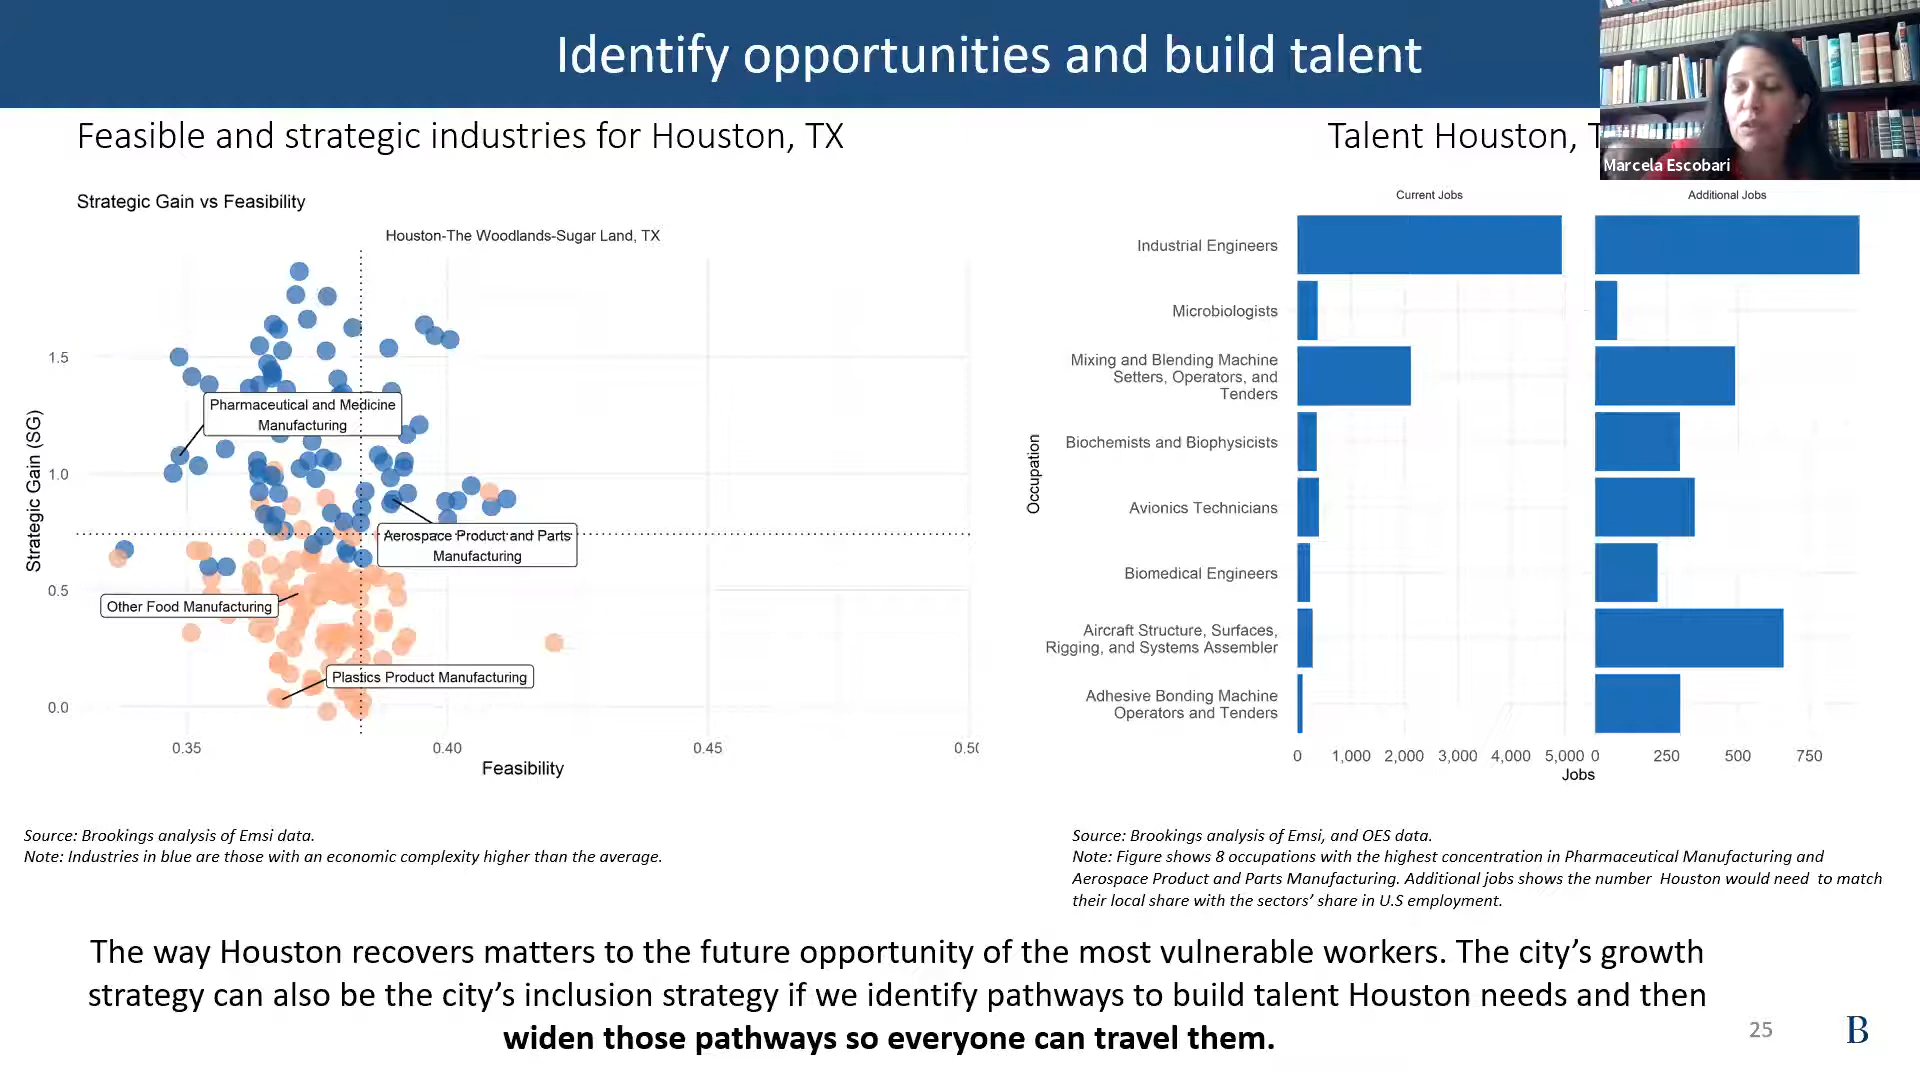 Identify opportunities and build talent
Marcela Escobari
Feasible and strategic industries for Houston, TX
Strategic Gain vs Feasibility
Houston-The Woodlands-Sugar Land, TX
Strategic Gain (SG)
1.5
1.0
0.5
0.0
Pharmaceutical and Medicine
Manufacturing
Aerospace Product and Parts
Manufacturing
Other Food Manufacturing
Plastics Product Manufacturing
0.35
0.40
0.45
0.50
Feasibility
Source: Brookings analysis of Emsi data.
Note: Industries in blue are those with an economic complexity higher than the average.
Talent Houston,
Current Jobs
Additional Jobs
Occupation
Industrial Engineers
Microbiologists
Mixing and Blending Machine
Setters, Operators, and
Tenders
Biochemists and Biophysicists
Avionics Technicians
Biomedical Engineers
Aircraft Structure, Surfaces,
Rigging, and Systems Assembler
Adhesive Bonding Machine
Operators and Tenders
0 1,000 2,000 3,000 4,000 5,000 0 250 500 750
Jobs
Source: Brookings analysis of Emsi, and OES data.
Note: Figure shows 8 occupations with the highest concentration in Pharmaceutical Manufacturing and
Aerospace Product and Parts Manufacturing. Additional jobs shows the number Houston would need to match
their local share with the sectors’ share in U.S employment.
The way Houston recovers matters to the future opportunity of the most vulnerable workers. The city’s growth
strategy can also be the city’s inclusion strategy if we identify pathways to build talent Houston needs and then
widen those pathways so everyone can travel them.
25
B